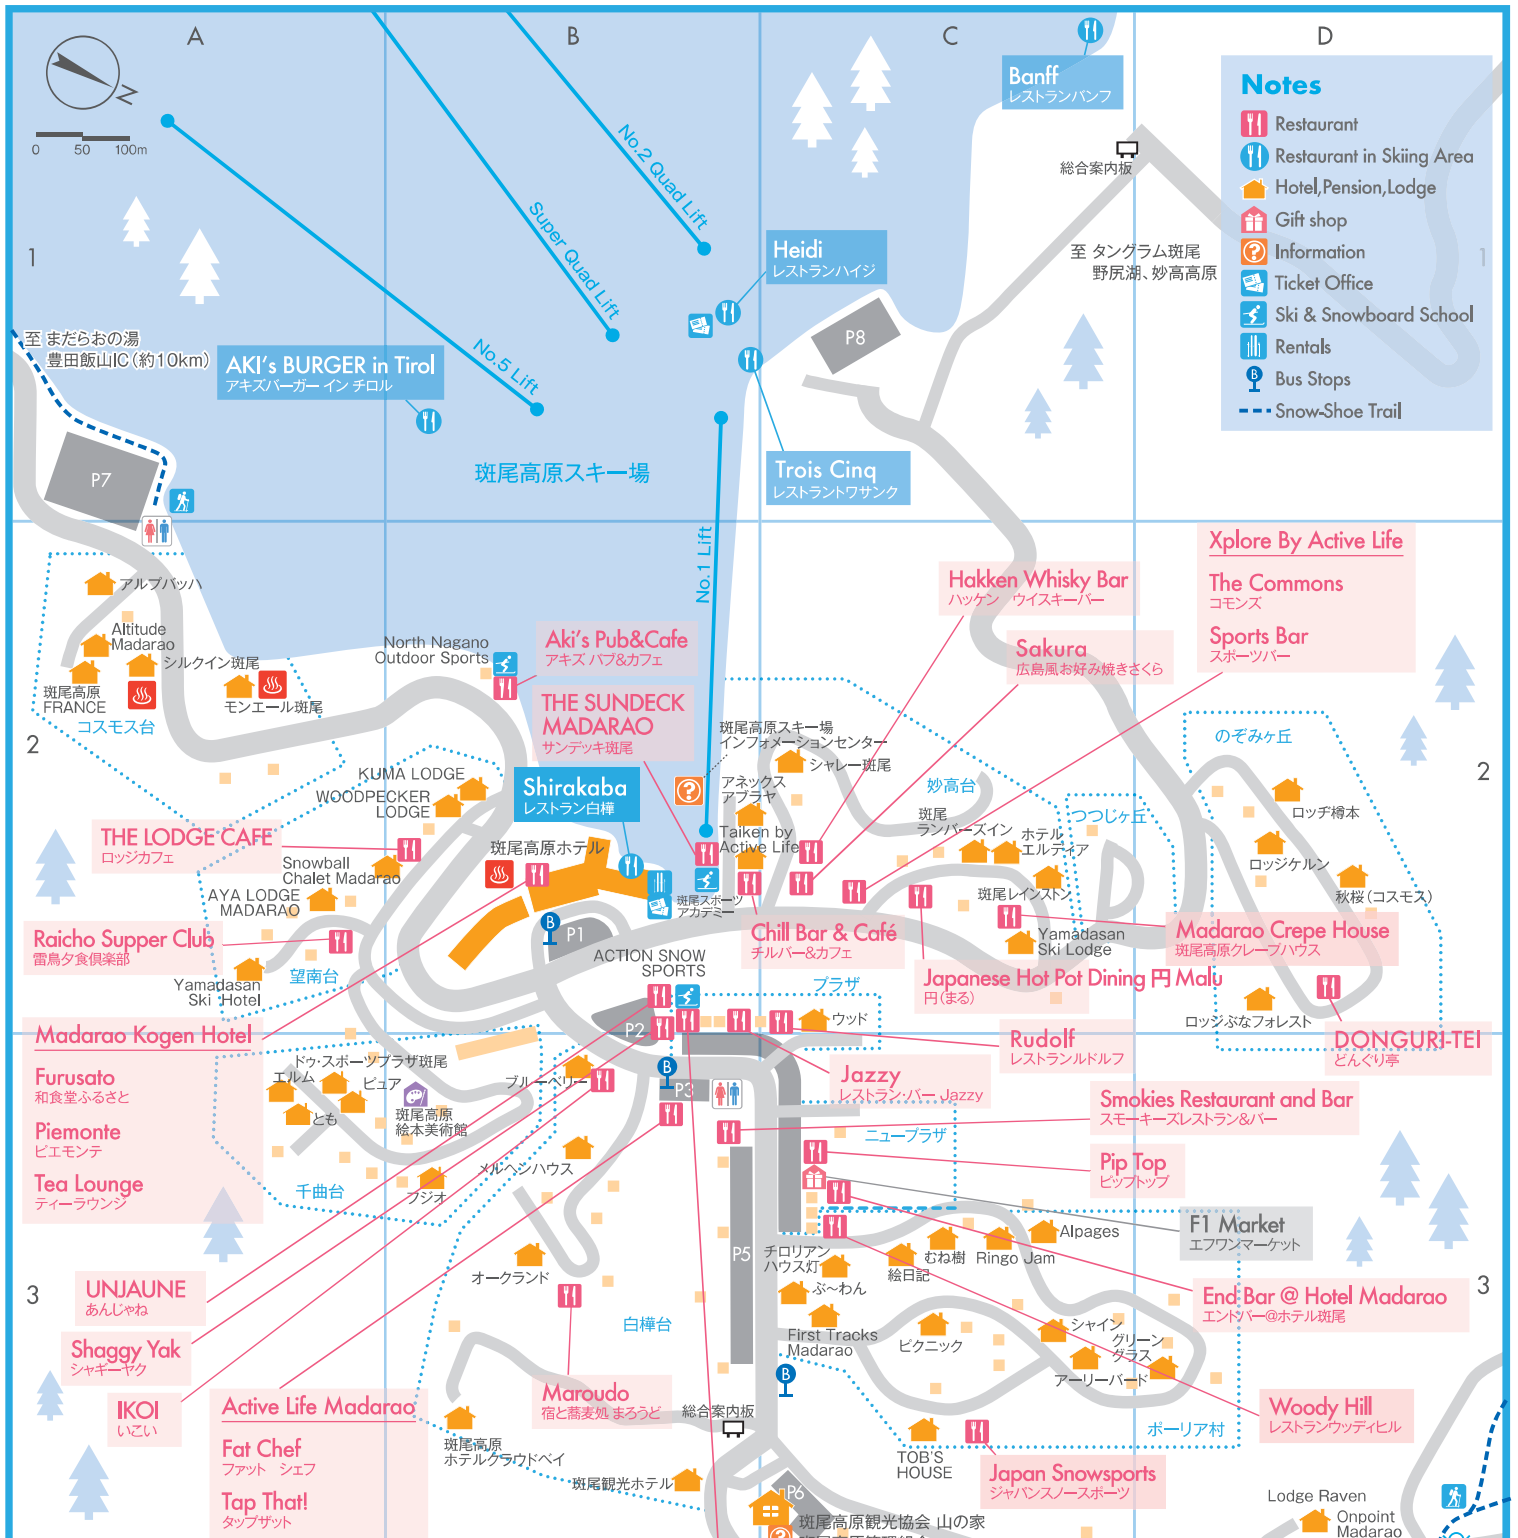 A
B
C
D
N
0 50 100m
Banff
レストランバンフ
Notes
Restaurant
Restaurant in Skiing Area
Hotel,Pension,Lodge
Gift shop
Information
Ticket Office
Ski & Snowboard School
Rentals
B
Bus Stops
Snow-Shoe Trail
No.2 Quad Lift
Super Quad Lift
No.5 Lift
総合案内板
至 タングラム斑尾
野尻湖、妙高高原
1
1
Heidi
レストランハイジ
P8
至 まだらおの湯
豊田飯山IC(約10km)
AKI's BURGER in Tirol
アキズバーガー イン チロル
斑尾高原スキー場
Trois Cinq
レストラントワサンク
P7
No.1 Lift
Xplore By Active Life
The Commons
コモンズ
Sports Bar
スポーツバー
Hakken Whisky Bar
ハッケン ウイスキーバー
Sakura
広島風お好み焼きさくら
アルプバッハ
Altitude
Madarao
シルクイン斑尾
斑尾高原
FRANCE
モンエール斑尾
コスモス台
North Nagano
Outdoor Sports
Aki's Pub&Cafe
アキズ パブ&カフェ
THE SUNDECK
MADARAO
サンデッキ斑尾
斑尾高原スキー場
インフォメーションセンター
シャレー斑尾
アネックス
アブラヤ
妙高台
のぞみヶ丘
2
2
KUMA LODGE
WOODPECKER
LODGE
Shirakaba
レストラン白樺
つつじヶ丘
ロッヂ樽本
THE LODGE CAFE
ロッジカフェ
斑尾高原ホテル
Taiken by
Active Life
斑尾
ランバーズイン
ホテル
エルディア
ロッジケルン
Snowball
Chalet Madarao
AYA LODGE
MADARAO
斑尾スポーツ
アカデミー
斑尾レインストン
秋桜(コスモス)
Raicho Supper Club
雷鳥夕食倶楽部
B
P1
Chill Bar & Café
チルバー&カフェ
Yamadasan
Ski Lodge
Madarao Crepe House
斑尾高原クレープハウス
望南台
Yamadasan
Ski Hotel
ACTION SNOW
SPORTS
プラザ
Japanese Hot Pot Dining 円 Malu
円(まる)
ロッジぶなフォレスト
P2
ウッド
Rudolf
レストランルドルフ
DONGURI-TEI
どんぐり亭
Madarao Kogen Hotel
Furusato
和食堂ふるさと
Piemonte
ピエモンテ
Tea Lounge
ティーラウンジ
ドゥ・スポーツプラザ斑尾
エルム
ピュア
とも
斑尾高原
絵本美術館
フジオ
千曲台
ブルーベリー
メルヘンハウス
B
P3
Jazzy
レストラン・バー Jazzy
Smokies Restaurant and Bar
スモーキーズレストラン&バー
ニュープラザ
Pip Top
ピップトップ
F1 Market
エフワンマーケット
P5
チロリアン
ハウス灯
絵日記
むね樹
Ringo Jam
Alpages
オークランド
3
3
UNJAUNE
あんじゃね
ぶ〜わん
End Bar @ Hotel Madarao
エンドバー@ホテル斑尾
白樺台
First Tracks
Madarao
ピクニック
シャイン
グリーン
グラス
アーリーバード
Shaggy Yak
シャギーヤク
IKOI
いこい
B
Maroudo
宿と蕎麦処 まろうど
総合案内板
Woody Hill
レストランウッディヒル
ポーリア村
Active Life Madarao
Fat Chef
ファット シェフ
Tap That!
タップザット
斑尾高原
ホテルクラウドベイ
斑尾観光ホテル
TOB'S
HOUSE
Japan Snowsports
ジャパンスノースポーツ
P6
斑尾高原観光協会 山の家
Lodge Raven
Onpoint
Madarao